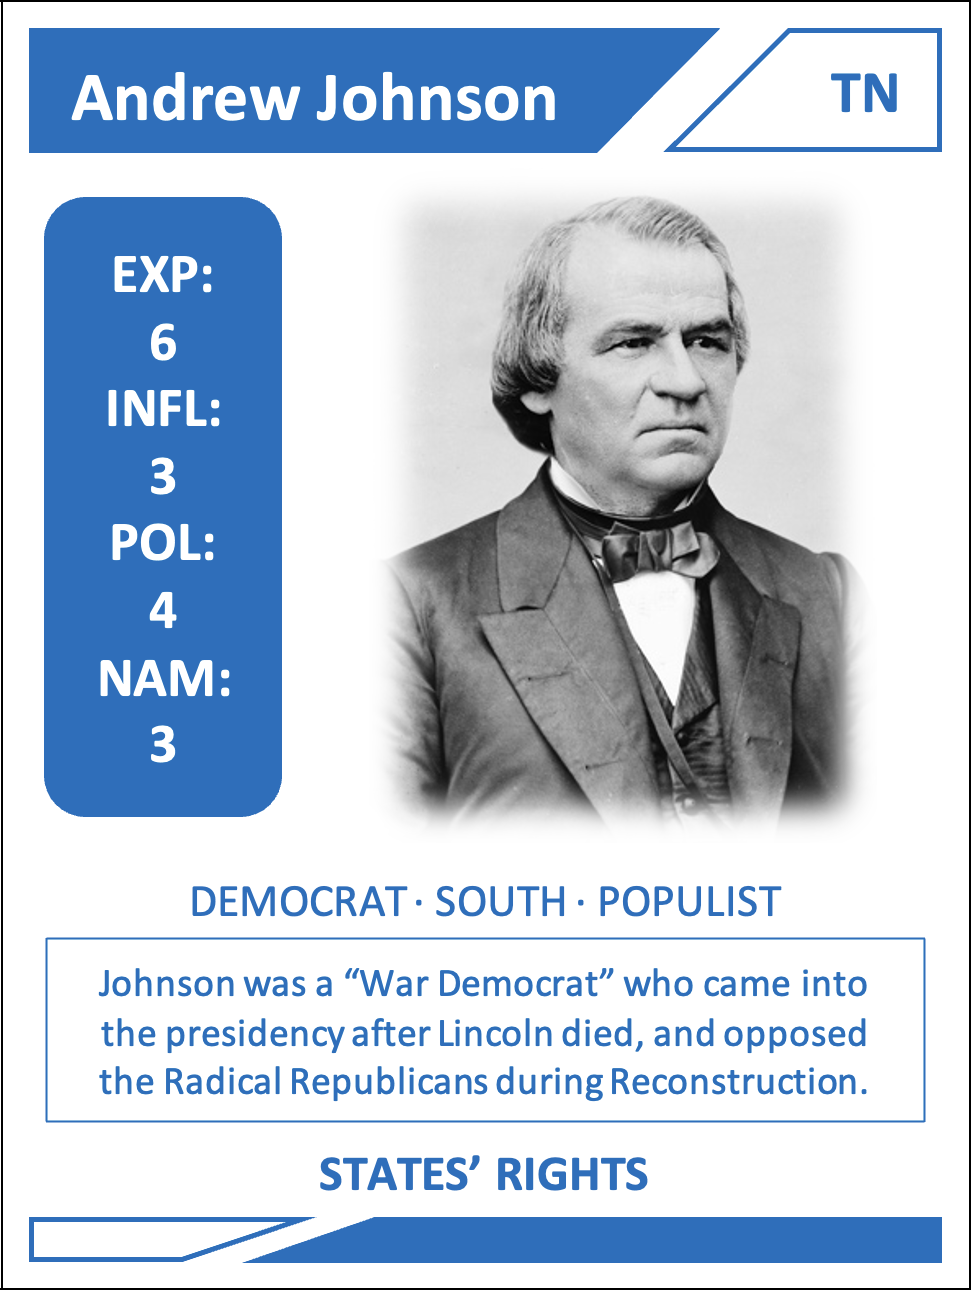 Andrew Johnson
TN
EXP:
6
INFL:
3
POL:
4
NAM:
3
DEMOCRAT · SOUTH · POPULIST
Johnson was a “War Democrat” who came into
the presidency after Lincoln died, and opposed
the Radical Republicans during Reconstruction.
STATES’ RIGHTS